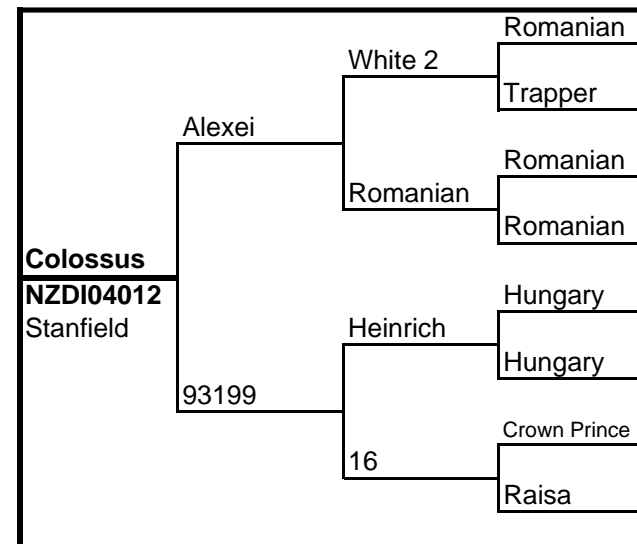 Romanian
White 2
Trapper
Alexei
Romanian
Romanian
Romanian
Colossus
NZDI04012
Stanfield
Hungary
Heinrich
Hungary
93199
Crown Prince
16
Raisa